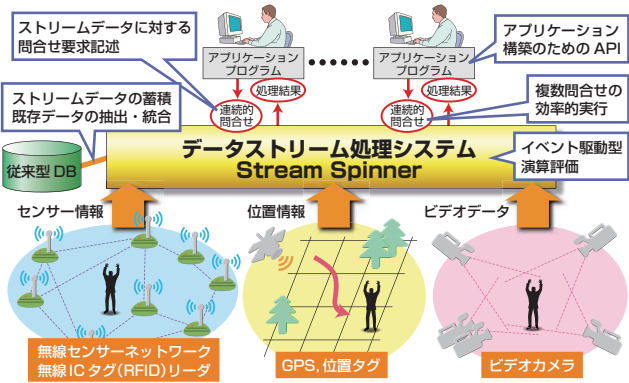 ストリームデータに対する
問合せ要求記述
アプリケーション
プログラム
アプリケーション
プログラム
アプリケーション
構築のための API
処理結果
連続的
問合せ
処理結果
連続的
問合せ
複数問合せの
効率的実行
ストリームデータの蓄積
既存データの抽出・統合
従来型 DB
データストリーム処理システム
Stream Spinner
イベント駆動型
演算評価
センサー情報
位置情報
ビデオデータ
無線センサーネットワーク
無線 IC タグ(RFID)リーダ
GPS, 位置タグ
ビデオカメラ